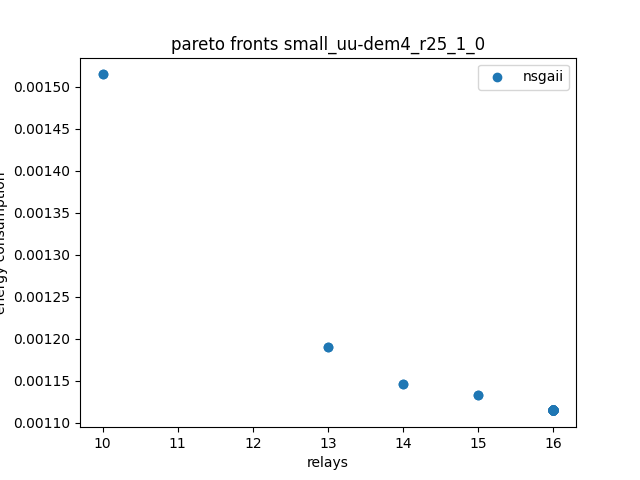 pareto fronts small_uu-dem4_r25_1_0
nsgaii
0.00150
0.00145
0.00140
0.00135
0.00130
0.00125
0.00120
0.00115
0.00110
energy consumption
10 11 12 13 14 15 16
relays